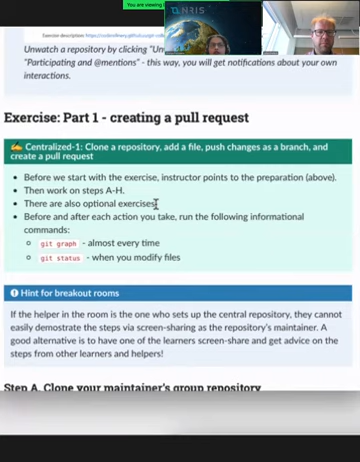 You are viewing
NRIS
Exercise description:
Unwatch a repository by clicking "Un
"Participating and @mentions" - this way, you will get notifications about your own
interactions.
Exercise: Part 1 - creating a pull request
Centralized-1: Clone a repository, add a file, push changes as a branch, and
create a pull request
Before we start with the exercise, instructor points to the preparation (above).
Then work on steps A-H.
There are also optional exercises.
Before and after each action you take, run the following informational
commands:
git graph - almost every time
git status - when you modify files
Hint for breakout rooms
If the helper in the room is the one who sets up the central repository, they cannot
easily demostrate the steps via screen-sharing as the repository's maintainer. A
good alternative is to have one of the learners screen-share and get advice on the
steps from other learners and helpers!
Step A. Clone your maintainer's group repository